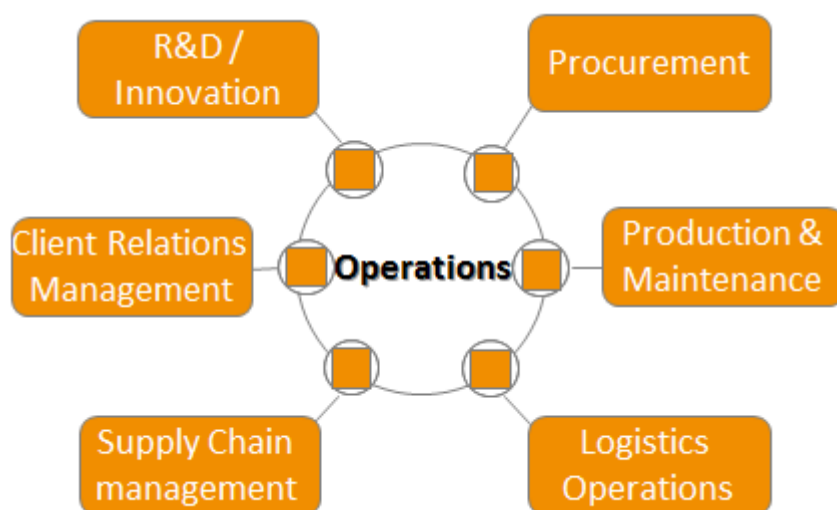 R&D /
Innovation
Procurement
Client Relations
Management
Operations
Production &
Maintenance
Supply Chain
management
Logistics
Operations